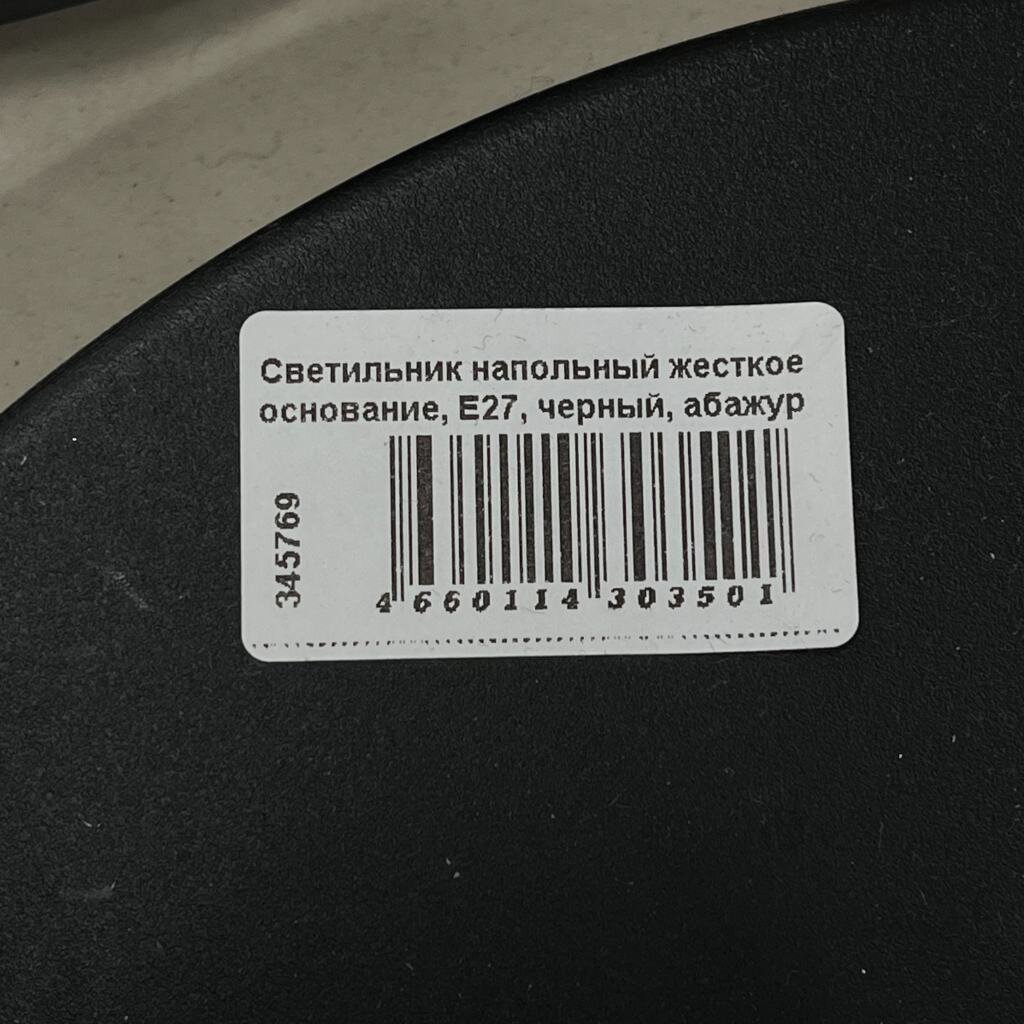 Светильник напольный жесткое
основание, E27, черный, абажур
345769
4 660114 303501